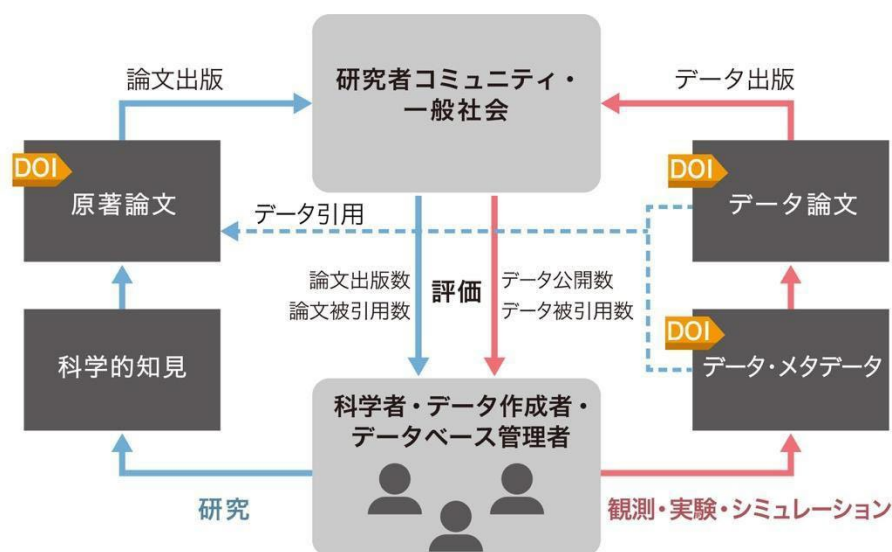 論文出版
研究者コミュニティ・
一般社会
データ出版
DOI
原著論文
DOI
データ論文
データ引用
論文出版数
論文被引用数
評価
データ公開数
データ被引用数
科学的知見
DOI
データ・メタデータ
科学者・データ作成者・
データベース管理者
研究
観測・実験・シミュレーション